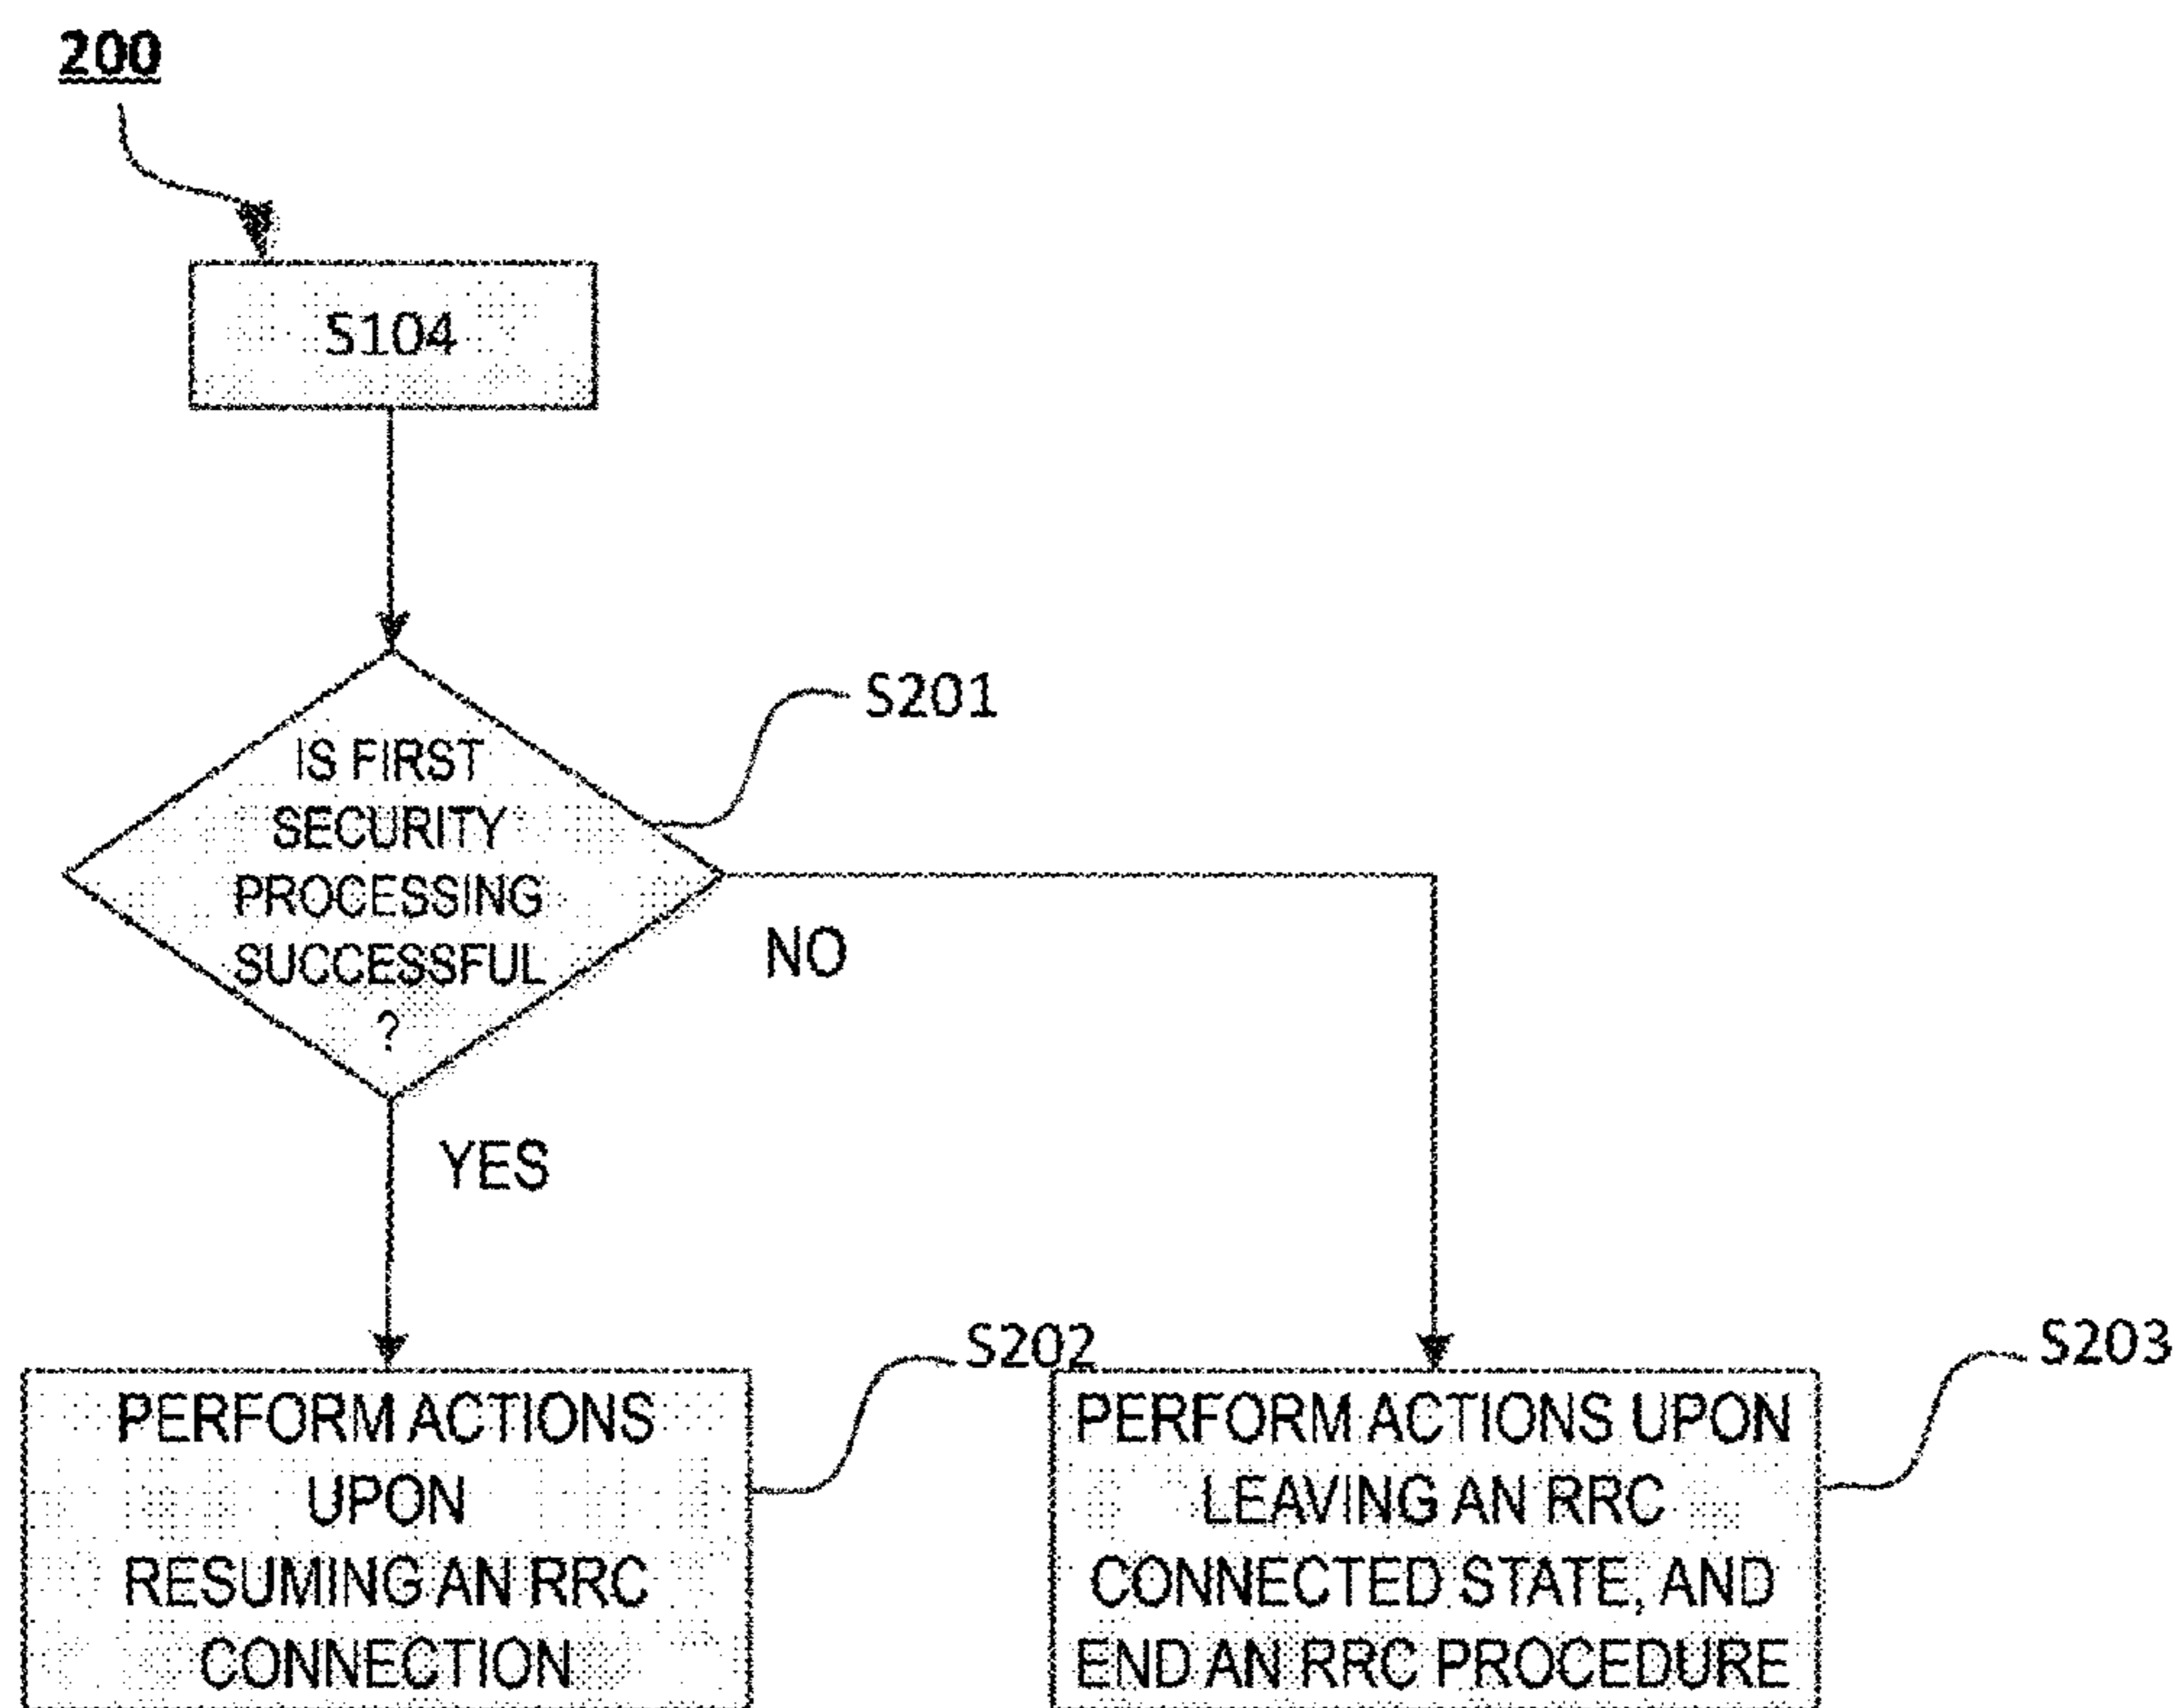 200
S104
S201
IS FIRST
SECURITY
PROCESSING
SUCCESSFUL
?
NO
YES
S202
S203
PERFORM ACTIONS
UPON
RESUMING AN RRC
CONNECTION
PERFORM ACTIONS UPON
LEAVING AN RRC
CONNECTED STATE, AND
END AN RRC PROCEDURE